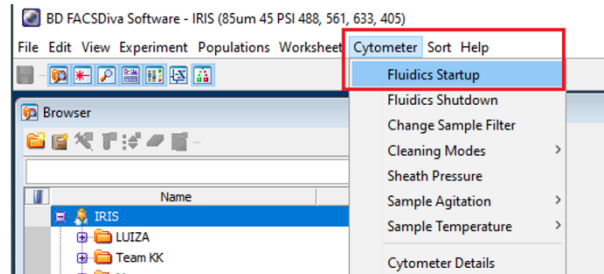 BD FACSDiva Software - IRIS (85um 45 PSI 488, 561, 633, 405)
File Edit View Experiment Populations Worksheet Cytometer Sort Help
Fluidics Startup
Fluidics Shutdown
Change Sample Filter
Cleaning Modes
Sheath Pressure
Sample Agitation
Sample Temperature
Cytometer Details
Browser
Name
IRIS
LUIZA
Team KK